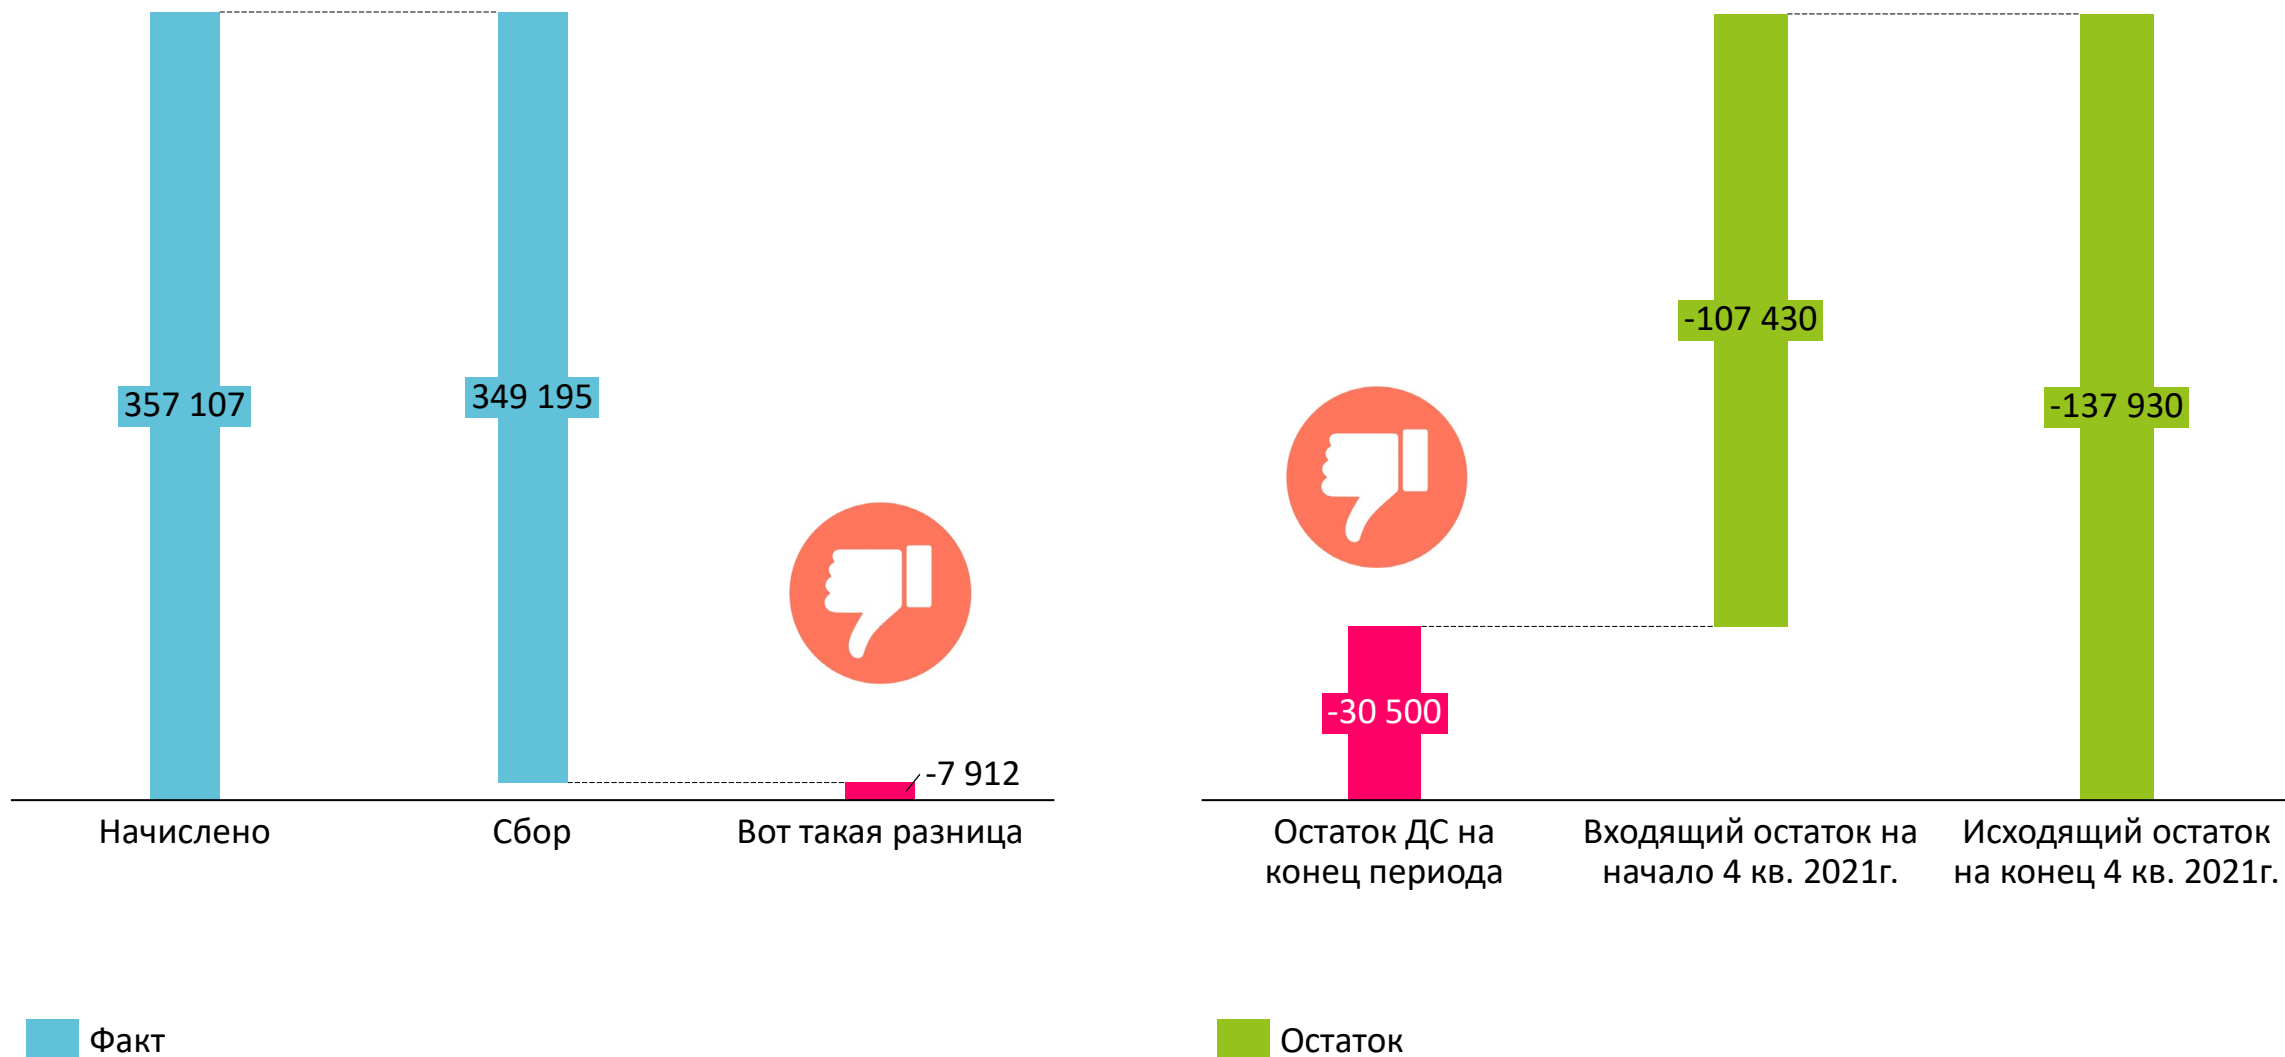 357 107
349 195
-7 912
Начислено
Сбор
Вот такая разница
Факт
-107 430
-137 930
-30 500
Остаток ДС на
конец периода
Входящий остаток на
начало 4 кв. 2021г.
Исходящий остаток
на конец 4 кв. 2021г.
Остаток